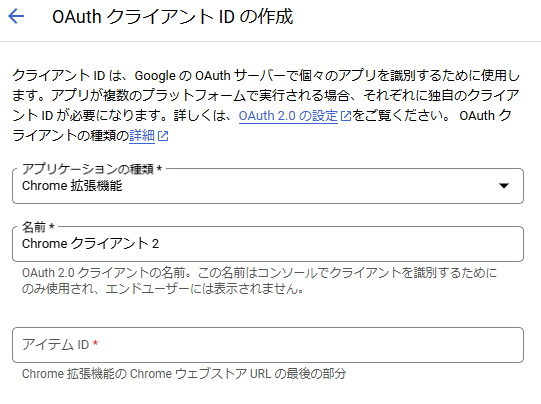 OAuth クライアント ID の作成
クライアント ID は、Google の OAuth サーバーで個々のアプリを識別するために使用し
ます。アプリが複数のプラットフォームで実行される場合、それぞれに独自のクライア
ント ID が必要になります。詳しくは、OAuth 2.0 の設定をご覧ください。 OAuth ク
ライアントの種類の詳細
アプリケーションの種類 *
Chrome 拡張機能
名前 *
Chrome クライアント 2
OAuth 2.0 クライアントの名前。この名前はコンソールでクライアントを識別するために
のみ使用され、エンドユーザーには表示されません。
アイテム ID *
Chrome 拡張機能の Chrome ウェブストア URL の最後の部分